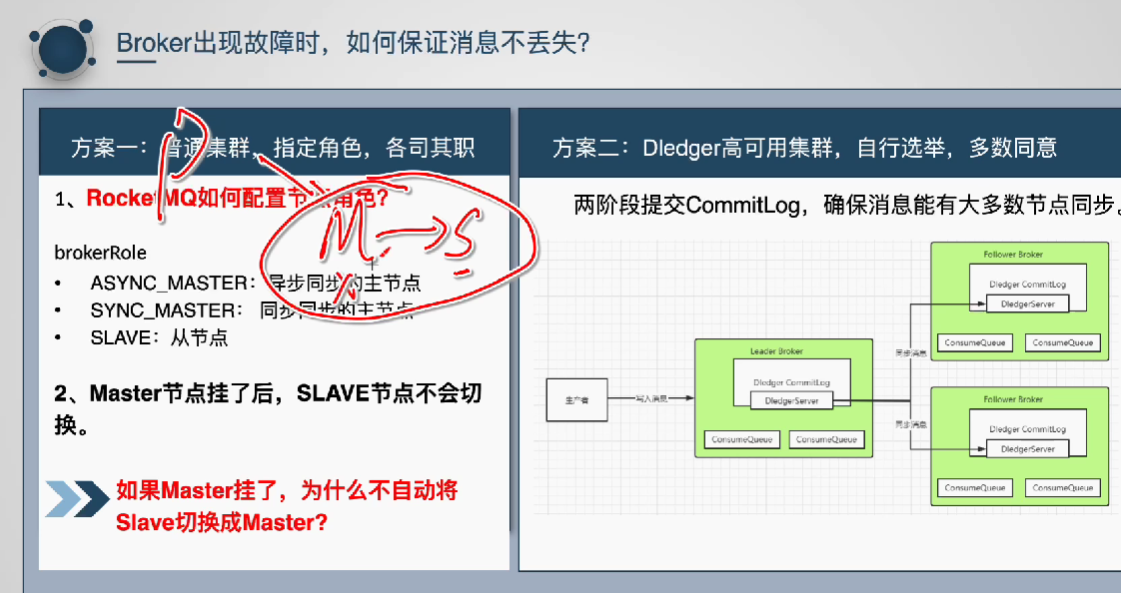 Broker出现故障时，如何保证消息不丢失？
方案一：普通集群，指定角色，各司其职
1、RocketMQ如何配置节点角色？
P
M→S
brokerRole
• ASYNC_MASTER：异步同步的主节点
• SYNC_MASTER： 同步同步的主节点
• SLAVE：从节点
2、Master节点挂了后，SLAVE节点不会切
换。
如果Master挂了，为什么不自动将
Slave切换成Master？
方案二：Dledger高可用集群，自行选举，多数同意
两阶段提交CommitLog，确保消息能有大多数节点同步。
生产者
写入消息
Leader Broker
Dledger CommitLog
DledgerServer
ConsumeQueue
ConsumeQueue
同步消息
同步消息
Follower Broker
Dledger CommitLog
DledgerServer
ConsumeQueue
ConsumeQueue
Follower Broker
Dledger CommitLog
DledgerServer
ConsumeQueue
ConsumeQueue